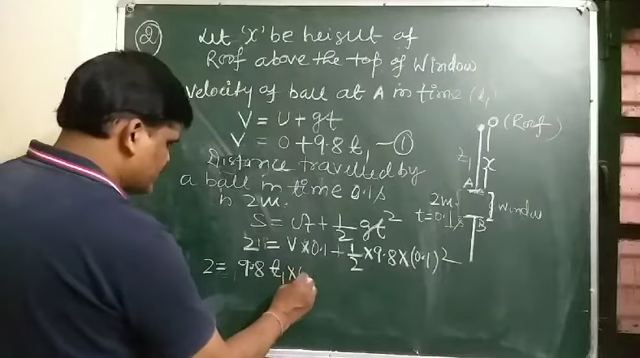 ②
Let 'x' be height of
Roof above the top of Window
Velocity of ball at A in time (t₁
V = U + gt
V = 0 + 9.8 t₁ — ①
Distance travelled by
a ball in time 0.1s
is 2m.
S = ut + 1/2 gt²
2 = V × 0.1 + 1/2 × 9.8 × (0.1)²
2 = 9.8 t₁ ×
O (Roof)
t₁
x
A
2m
t = 0.1s
B
Window